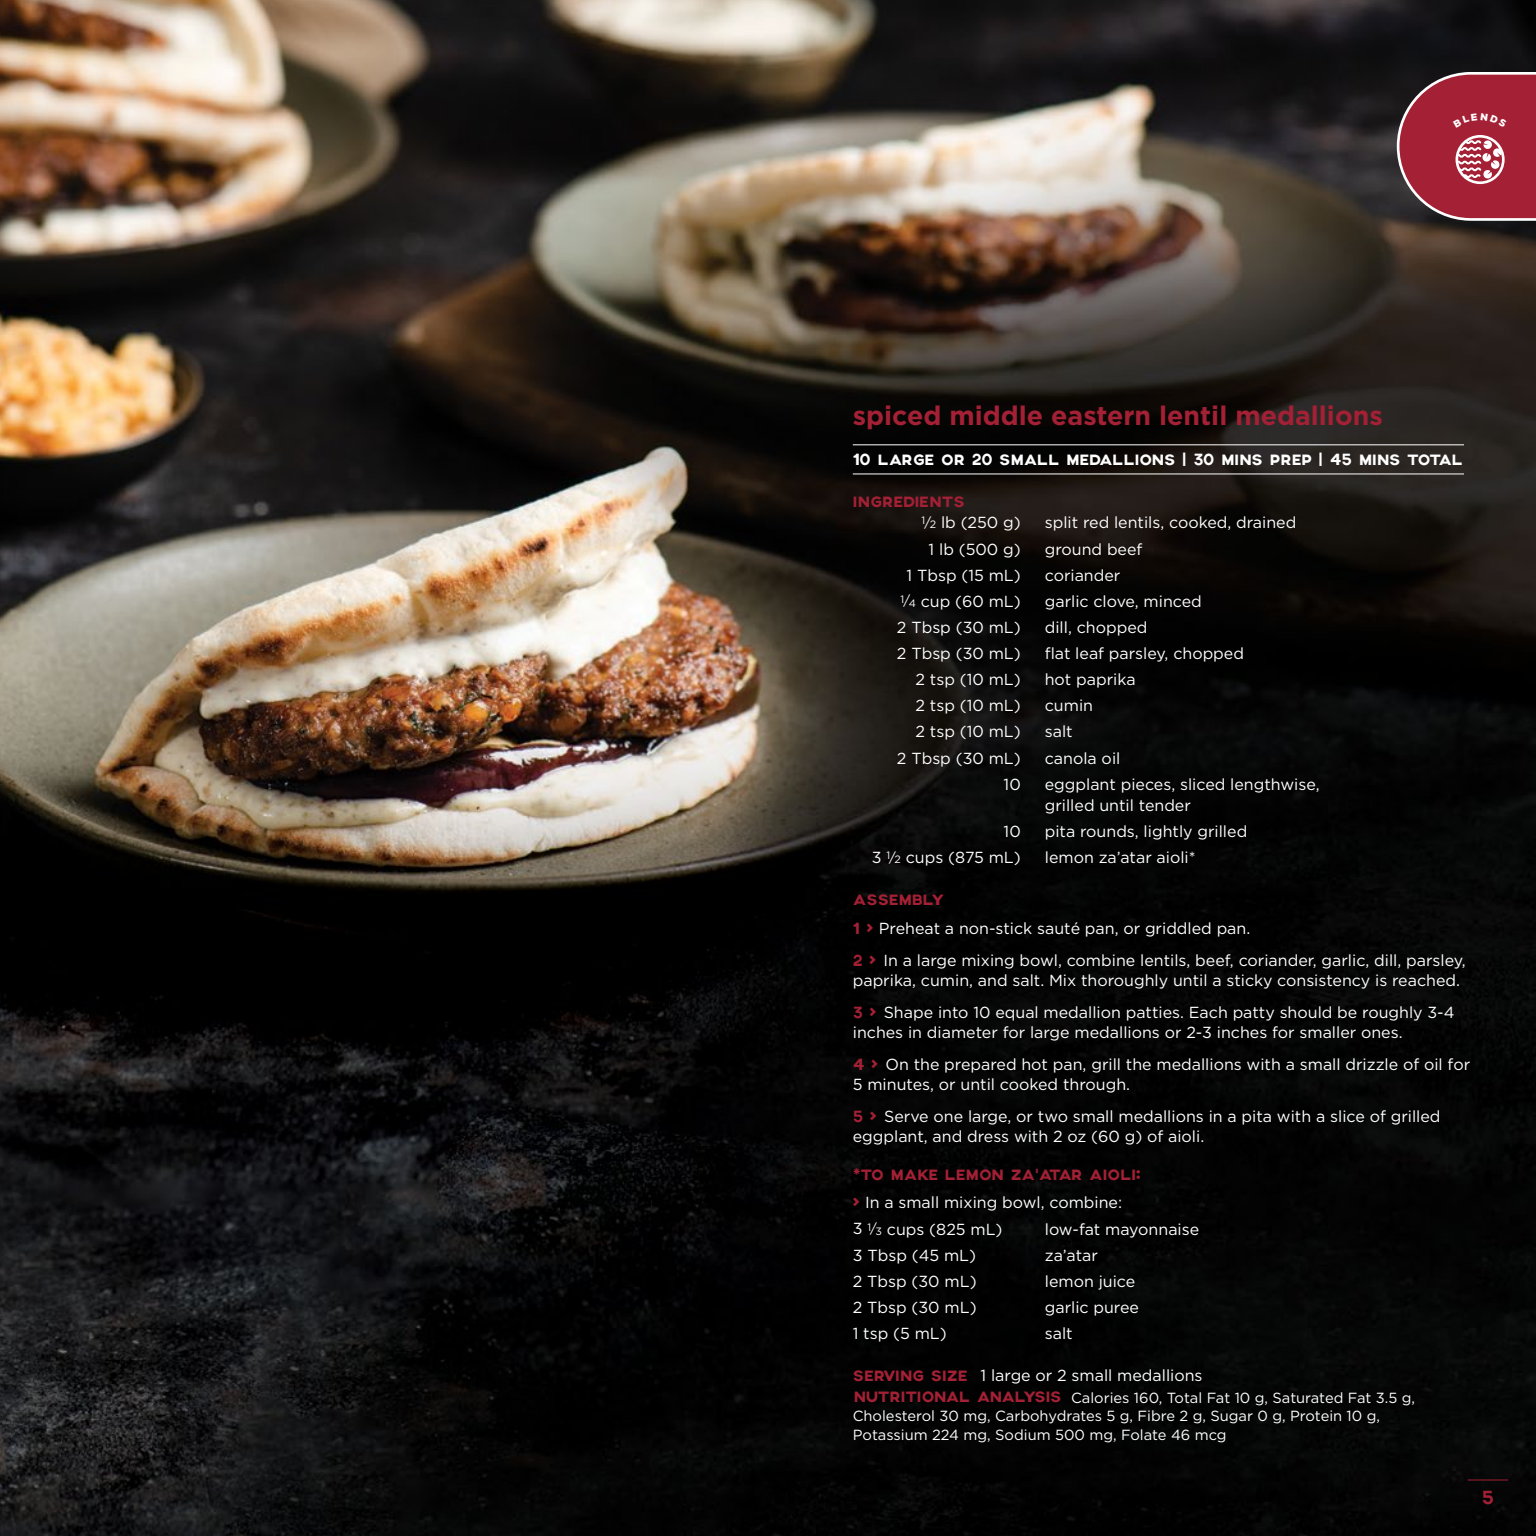 BLENDS
spiced middle eastern lentil medallions
10 LARGE OR 20 SMALL MEDALLIONS | 30 MINS PREP | 45 MINS TOTAL
INGREDIENTS
½ lb (250 g) split red lentils, cooked, drained
1 lb (500 g) ground beef
1 Tbsp (15 mL) coriander
¼ cup (60 mL) garlic clove, minced
2 Tbsp (30 mL) dill, chopped
2 Tbsp (30 mL) flat leaf parsley, chopped
2 tsp (10 mL) hot paprika
2 tsp (10 mL) cumin
2 tsp (10 mL) salt
2 Tbsp (30 mL) canola oil
10 eggplant pieces, sliced lengthwise,
grilled until tender
10 pita rounds, lightly grilled
3 ½ cups (875 mL) lemon za'atar aioli*
ASSEMBLY
1 > Preheat a non-stick sauté pan, or griddled pan.
2 > In a large mixing bowl, combine lentils, beef, coriander, garlic, dill, parsley,
paprika, cumin, and salt. Mix thoroughly until a sticky consistency is reached.
3 > Shape into 10 equal medallion patties. Each patty should be roughly 3-4
inches in diameter for large medallions or 2-3 inches for smaller ones.
4 > On the prepared hot pan, grill the medallions with a small drizzle of oil for
5 minutes, or until cooked through.
5 > Serve one large, or two small medallions in a pita with a slice of grilled
eggplant, and dress with 2 oz (60 g) of aioli.
*TO MAKE LEMON ZA'ATAR AIOLI:
> In a small mixing bowl, combine:
3 ⅓ cups (825 mL) low-fat mayonnaise
3 Tbsp (45 mL) za'atar
2 Tbsp (30 mL) lemon juice
2 Tbsp (30 mL) garlic puree
1 tsp (5 mL) salt
SERVING SIZE 1 large or 2 small medallions
NUTRITIONAL ANALYSIS Calories 160, Total Fat 10 g, Saturated Fat 3.5 g,
Cholesterol 30 mg, Carbohydrates 5 g, Fibre 2 g, Sugar 0 g, Protein 10 g,
Potassium 224 mg, Sodium 500 mg, Folate 46 mcg
5